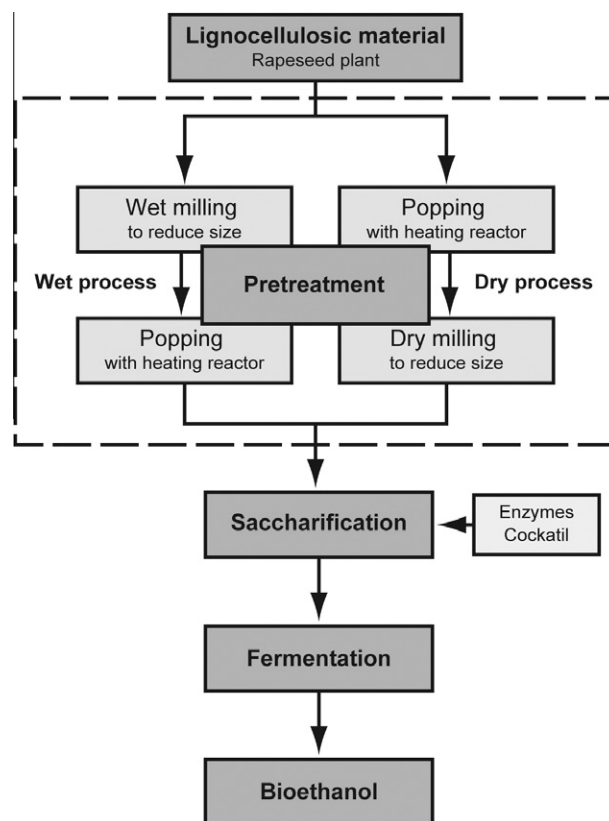 Lignocellulosic material
Rapeseed plant
Wet milling
to reduce size
Popping
with heating reactor
Wet process
Pretreatment
Dry process
Popping
with heating reactor
Dry milling
to reduce size
Saccharification
Enzymes
Cockatil
Fermentation
Bioethanol